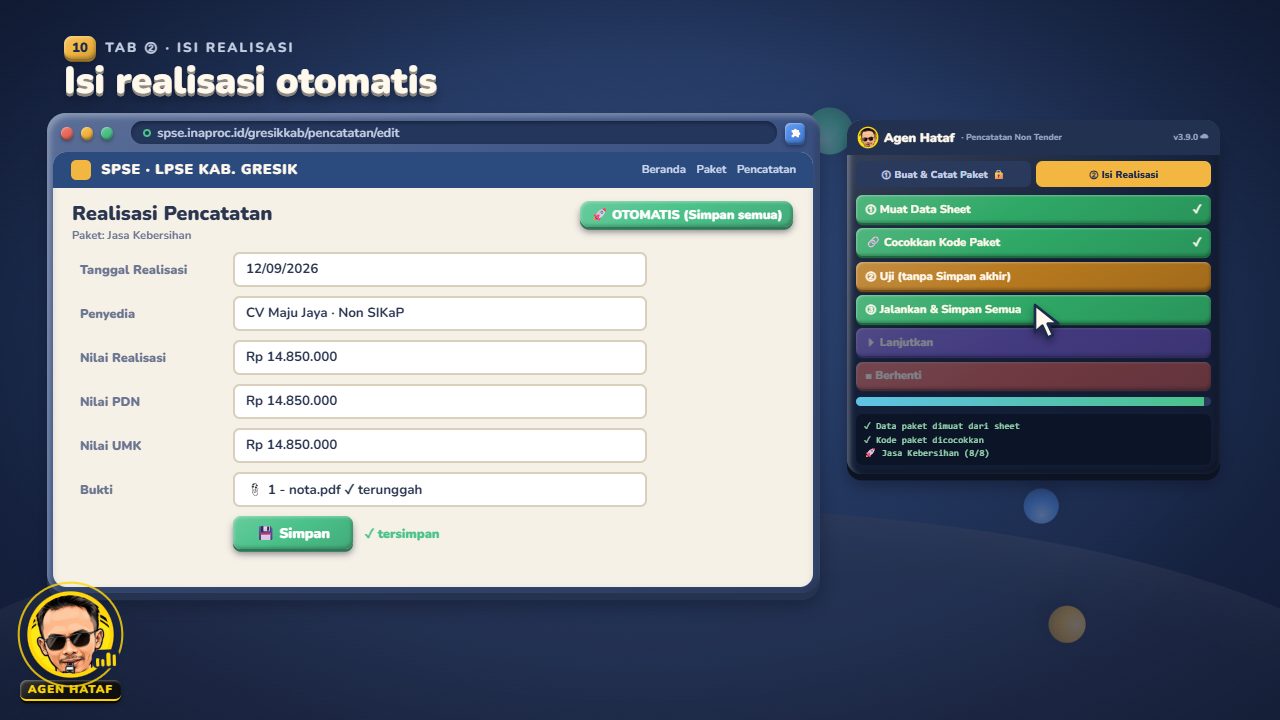 10 TAB ② · ISI REALISASI
Isi realisasi otomatis
spse.inaproc.id/gresikkab/pencatatan/edit
SPSE · LPSE KAB. GRESIK
Beranda Paket Pencatatan
Realisasi Pencatatan
🚀 OTOMATIS (Simpan semua)
Paket: Jasa Kebersihan
Tanggal Realisasi 12/09/2026
Penyedia CV Maju Jaya · Non SIKaP
Nilai Realisasi Rp 14.850.000
Nilai PDN Rp 14.850.000
Nilai UMK Rp 14.850.000
Bukti 📎 1 - nota.pdf ✓ terunggah
💾 Simpan ✓ tersimpan
Agen Hataf · Pencatatan Non Tender v3.9.0 ☁
① Buat & Catat Paket 🔒 ② Isi Realisasi
① Muat Data Sheet ✓
🔗 Cocokkan Kode Paket ✓
② Uji (tanpa Simpan akhir)
③ Jalankan & Simpan Semua
▶ Lanjutkan
■ Berhenti
✓ Data paket dimuat dari sheet
✓ Kode paket dicocokkan
🚀 Jasa Kebersihan (8/8)
AGEN HATAF